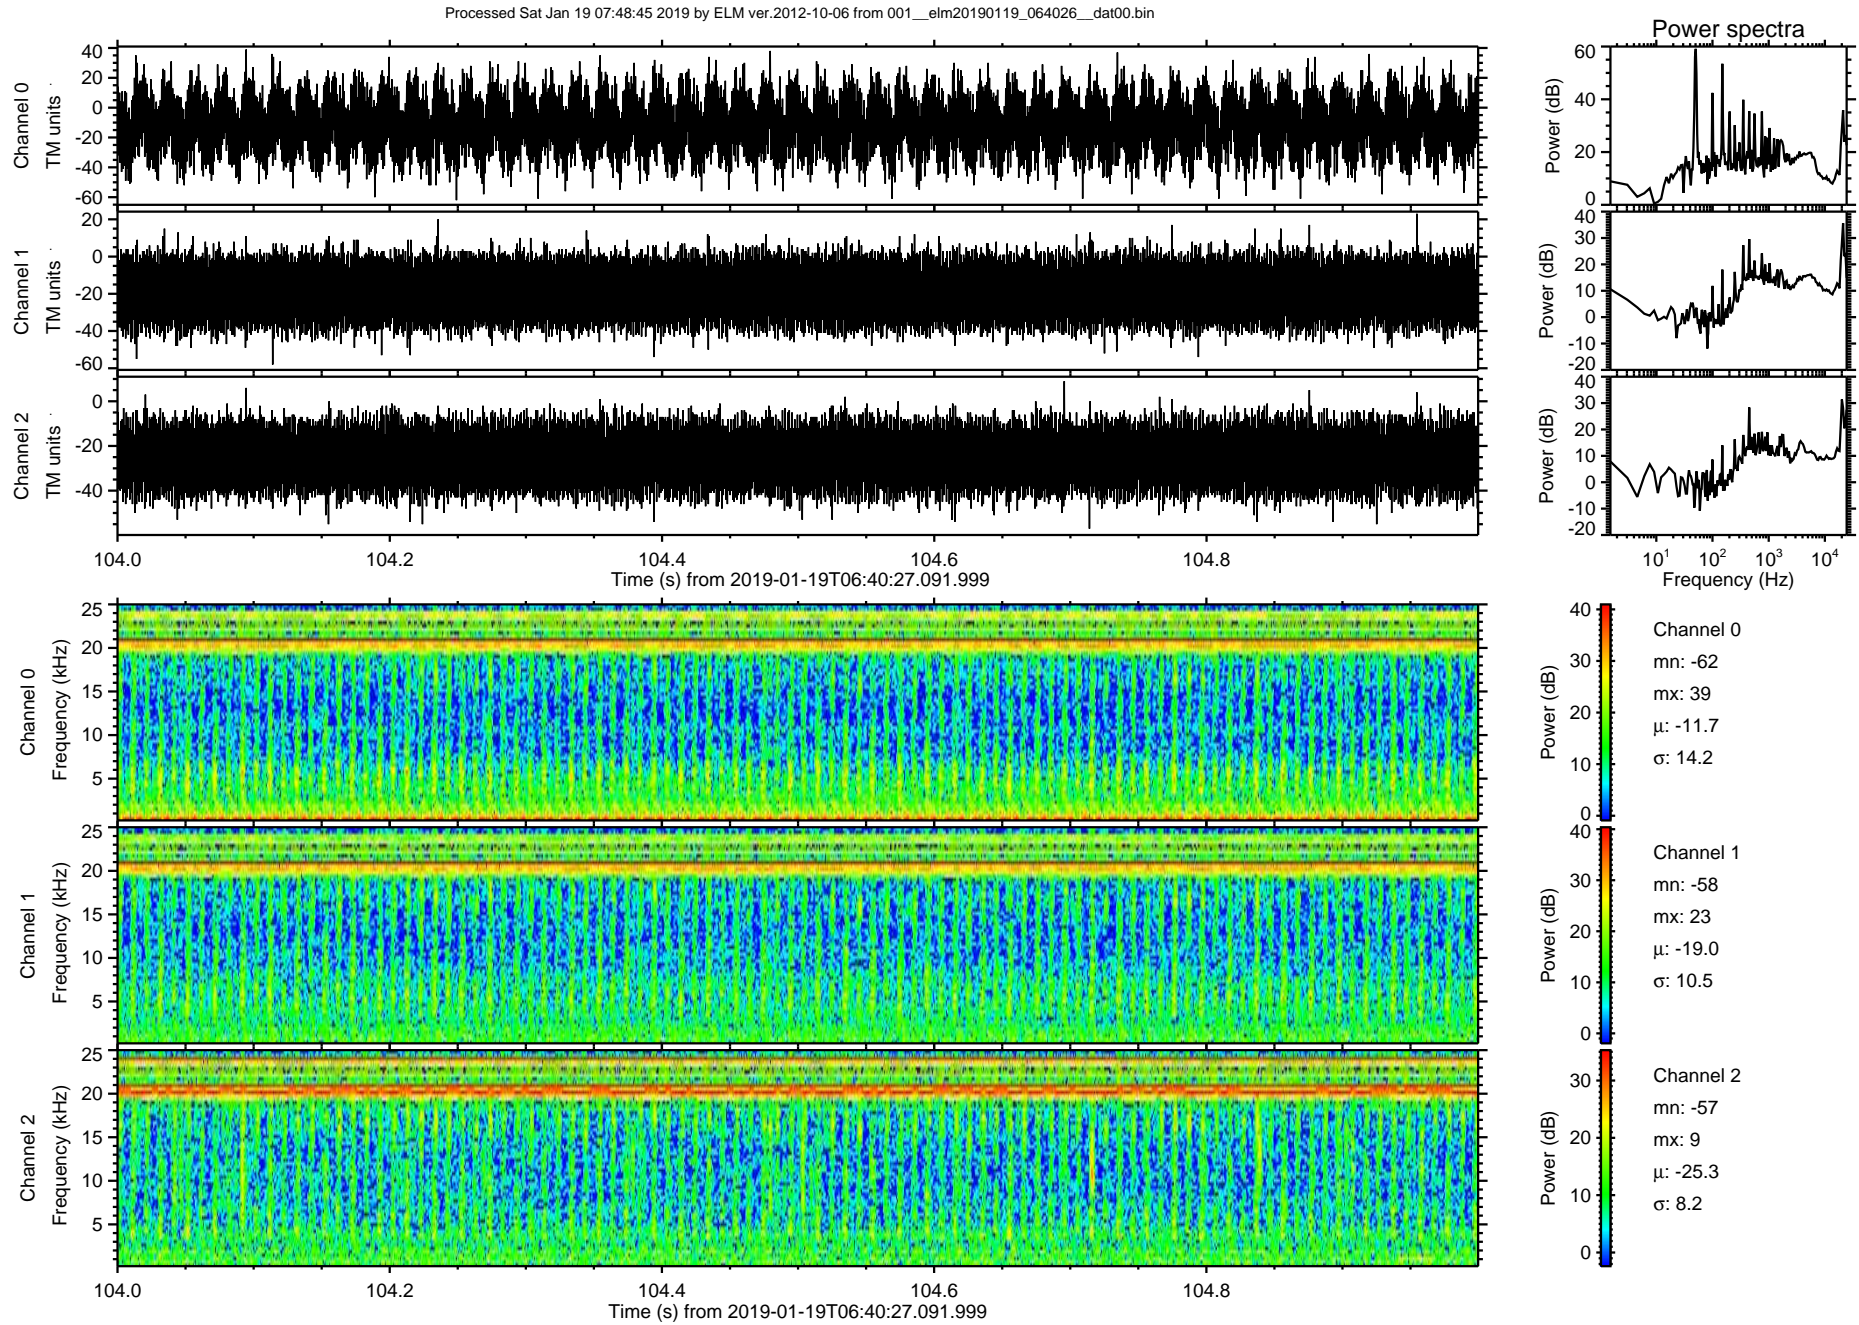 Processed Sat Jan 19 07:48:45 2019 by ELM ver.2012-10-06 from 001__elm20190119_064026__dat00.bin
Power spectra
Channel 0
TM units
40
20
0
-20
-40
-60
Power (dB)
60
40
20
0
Channel 1
TM units
20
0
-20
-40
-60
Power (dB)
40
30
20
10
0
-10
-20
Channel 2
TM units
0
-20
-40
Power (dB)
40
30
20
10
0
-10
-20
104.0 104.2 104.4 104.6 104.8
Time (s) from 2019-01-19T06:40:27.091.999
10¹ 10² 10³ 10⁴
Frequency (Hz)
Channel 0
Frequency (kHz)
25
20
15
10
5
Power (dB)
40
30
20
10
0
Channel 0
mn: -62
mx: 39
μ: -11.7
σ: 14.2
Channel 1
Frequency (kHz)
25
20
15
10
5
Power (dB)
40
30
20
10
0
Channel 1
mn: -58
mx: 23
μ: -19.0
σ: 10.5
Channel 2
Frequency (kHz)
25
20
15
10
5
Power (dB)
30
20
10
0
Channel 2
mn: -57
mx: 9
μ: -25.3
σ: 8.2
104.0 104.2 104.4 104.6 104.8
Time (s) from 2019-01-19T06:40:27.091.999